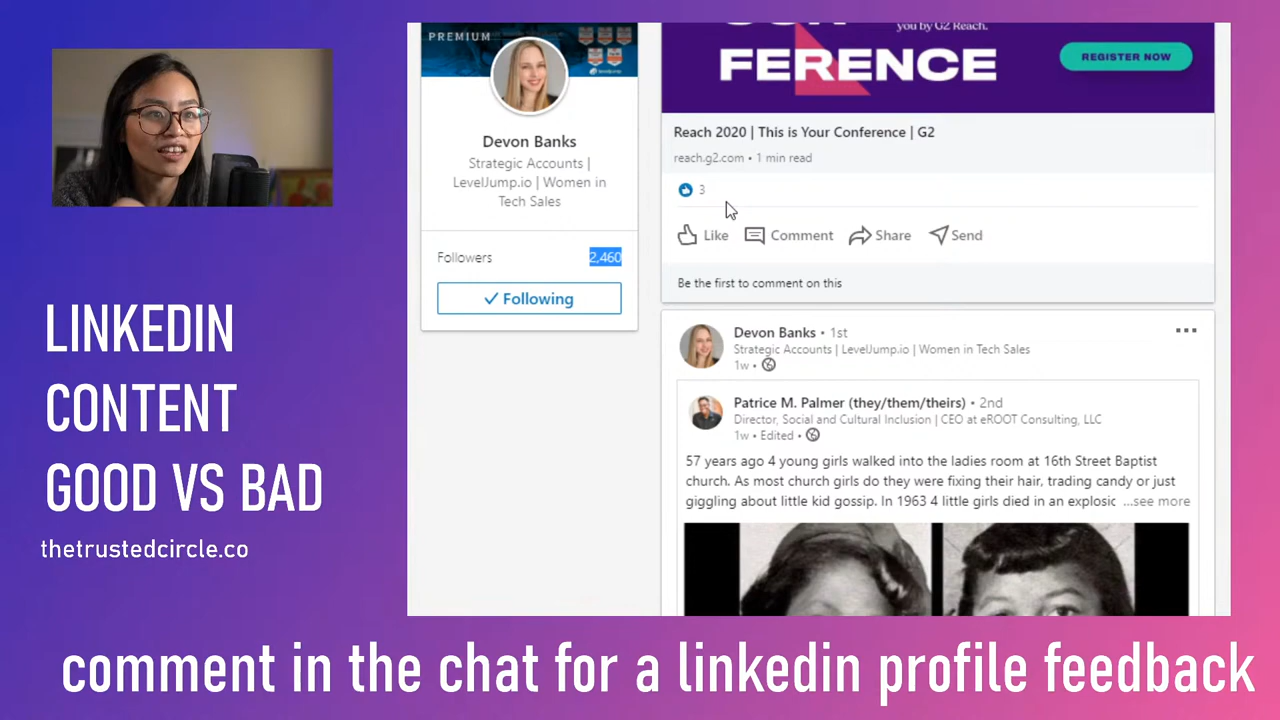 LINKEDIN
CONTENT
GOOD VS BAD
thetrustedcircle.co
PREMIUM
Devon Banks
Strategic Accounts |
LevelJump.io | Women in
Tech Sales
Followers 2,460
Following
you by G2 Reach.
FERENCE
REGISTER NOW
Reach 2020 | This is Your Conference | G2
reach.g2.com • 1 min read
3
Like Comment Share Send
Be the first to comment on this
Devon Banks • 1st
Strategic Accounts | LevelJump.io | Women in Tech Sales
1w •
Patrice M. Palmer (they/them/theirs) • 2nd
Director, Social and Cultural Inclusion | CEO at eROOT Consulting, LLC
1w • Edited •
57 years ago 4 young girls walked into the ladies room at 16th Street Baptist
church. As most church girls do they were fixing their hair, trading candy or just
giggling about little kid gossip. In 1963 4 little girls died in an explosic ...see more
comment in the chat for a linkedin profile feedback